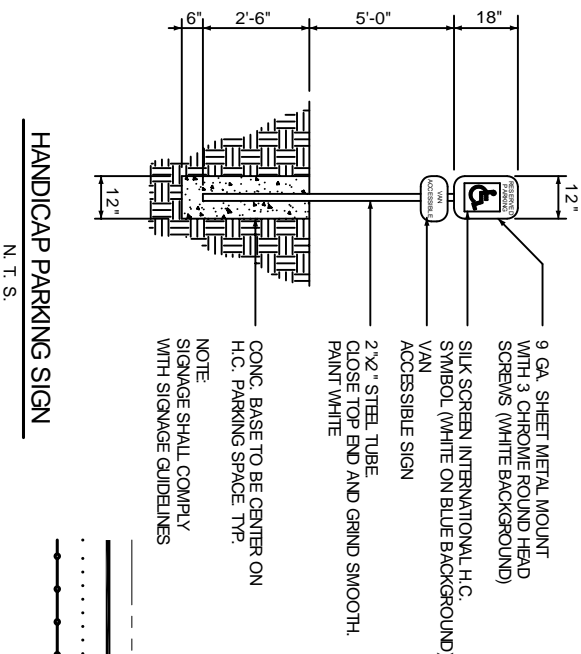 6"
2'-6"
5'-0"
18"
12"
12"
RESERVED
PARKING
VAN
ACCESSIBLE
9 GA. SHEET METAL MOUNT
WITH 3 CHROME ROUND HEAD
SCREWS (WHITE BACKGROUND)
SILK SCREEN INTERNATIONAL H.C.
SYMBOL (WHITE ON BLUE BACKGROUND)
VAN
ACCESSIBLE SIGN
2"x2" STEEL TUBE.
CLOSE TOP END AND GRIND SMOOTH.
PAINT WHITE
CONC. BASE TO BE CENTER ON
H.C. PARKING SPACE. TYP.
NOTE:
SIGNAGE SHALL COMPLY
WITH SIGNAGE GUIDELINES
HANDICAP PARKING SIGN
N. T. S.